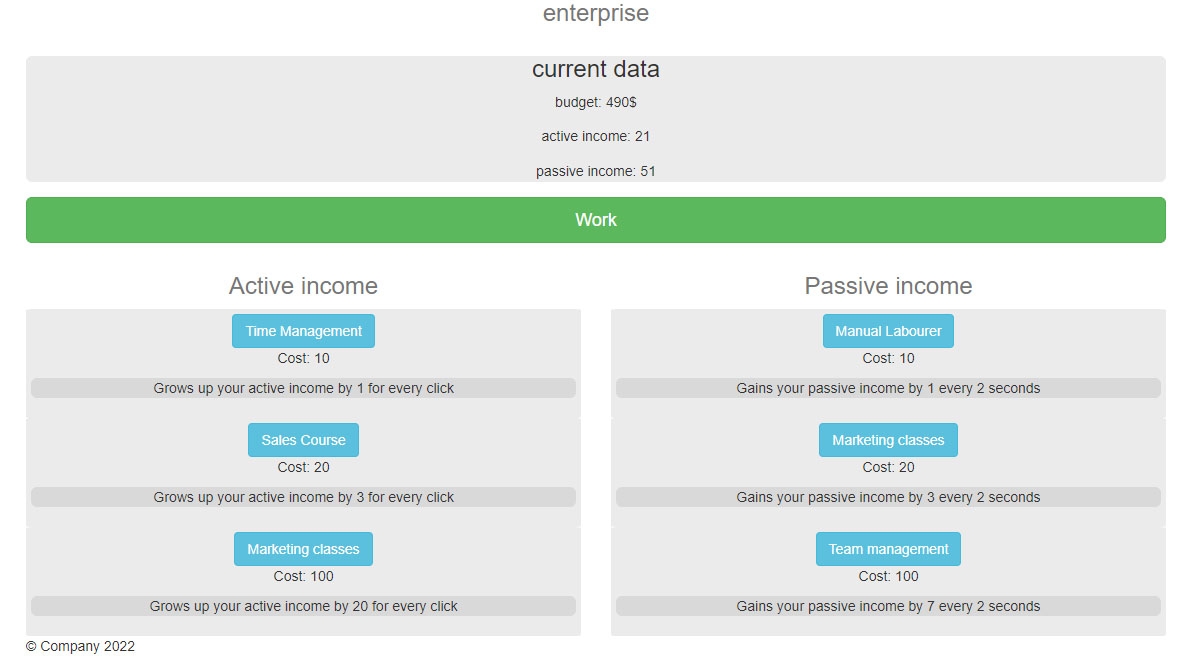 enterprise
current data
budget: 490$
active income: 21
passive income: 51
Work
Active income
Time Management
Cost: 10
Grows up your active income by 1 for every click
Sales Course
Cost: 20
Grows up your active income by 3 for every click
Marketing classes
Cost: 100
Grows up your active income by 20 for every click
Passive income
Manual Labourer
Cost: 10
Gains your passive income by 1 every 2 seconds
Marketing classes
Cost: 20
Gains your passive income by 3 every 2 seconds
Team management
Cost: 100
Gains your passive income by 7 every 2 seconds
© Company 2022